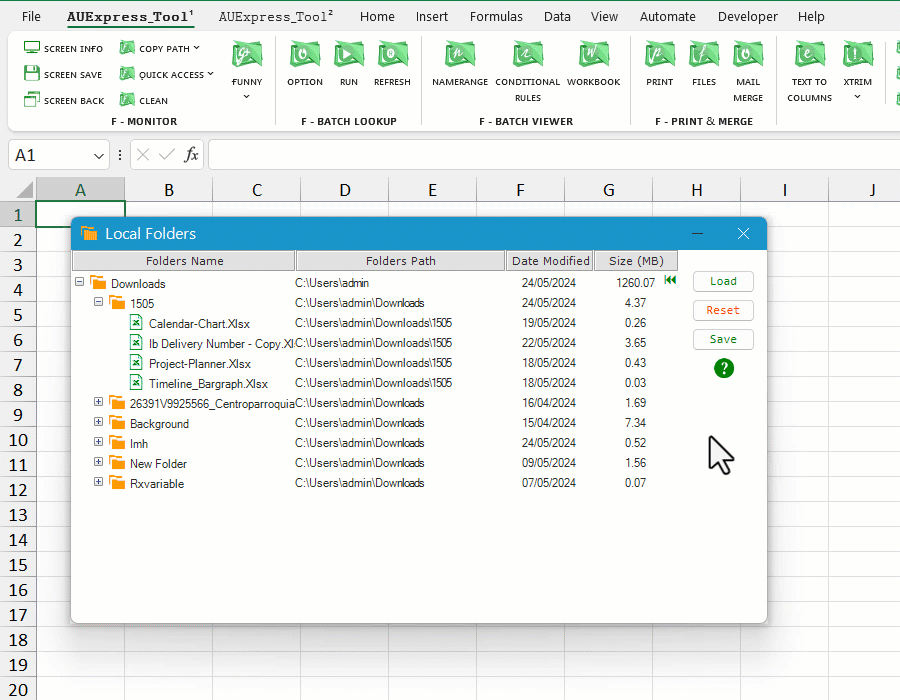 File AUExpress_Tool¹ AUExpress_Tool² Home Insert Formulas Data View Automate Developer Help
SCREEN INFO COPY PATH
SCREEN SAVE QUICK ACCESS
SCREEN BACK CLEAN
FUNNY
F - MONITOR
OPTION RUN REFRESH
F - BATCH LOOKUP
NAMERANGE CONDITIONAL RULES WORKBOOK
F - BATCH VIEWER
PRINT FILES MAIL MERGE
F - PRINT & MERGE
TEXT TO COLUMNS XTRIM
A1 fx
A B C D E F G H I J
1
2
3
4
5
6
7
8
9
10
11
12
13
14
15
16
17
18
19
20
Local Folders
Folders Name Folders Path Date Modified Size (MB)
Downloads C:\Users\admin 24/05/2024 1260.07
1505 C:\Users\admin\Downloads 24/05/2024 4.37
Calendar-Chart.Xlsx C:\Users\admin\Downloads\1505 19/05/2024 0.26
Ib Delivery Number - Copy.Xl C:\Users\admin\Downloads\1505 22/05/2024 3.65
Project-Planner.Xlsx C:\Users\admin\Downloads\1505 18/05/2024 0.43
Timeline_Bargraph.Xlsx C:\Users\admin\Downloads\1505 18/05/2024 0.03
26391V9925566_Centroparroquia C:\Users\admin\Downloads 16/04/2024 1.69
Background C:\Users\admin\Downloads 15/04/2024 7.34
Imh C:\Users\admin\Downloads 24/05/2024 0.52
New Folder C:\Users\admin\Downloads 09/05/2024 1.56
Rxvariable C:\Users\admin\Downloads 07/05/2024 0.07
Load
Reset
Save
?